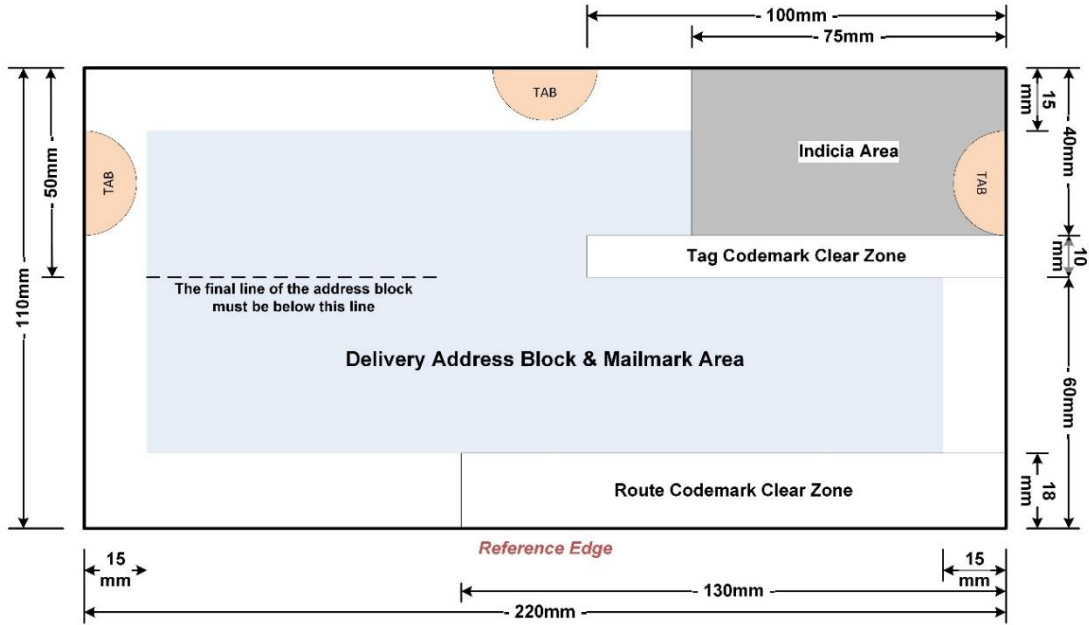 - 100mm -
- 75mm -
TAB
15
mm
- 40mm -
- 50mm -
- 110mm -
TAB
Indicia Area
TAB
Tag Codemark Clear Zone
10
mm
The final line of the address block
must be below this line
Delivery Address Block & Mailmark Area
- 60mm -
Route Codemark Clear Zone
18
mm
Reference Edge
15
mm
15
mm
- 130mm -
- 220mm -